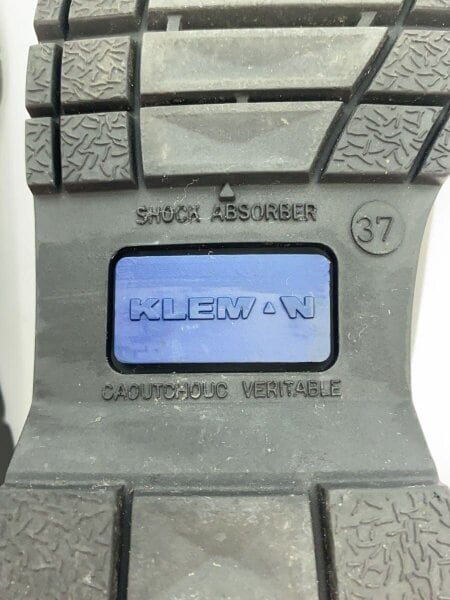 SHOCK ABSORBER
37
KLEMAN
CAOUTCHOUC VERITABLE